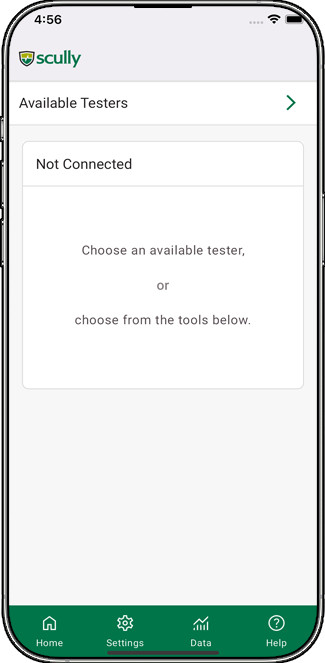 4:56
scully
Available Testers
Not Connected
Choose an available tester,
or
choose from the tools below.
Home
Settings
Data
Help